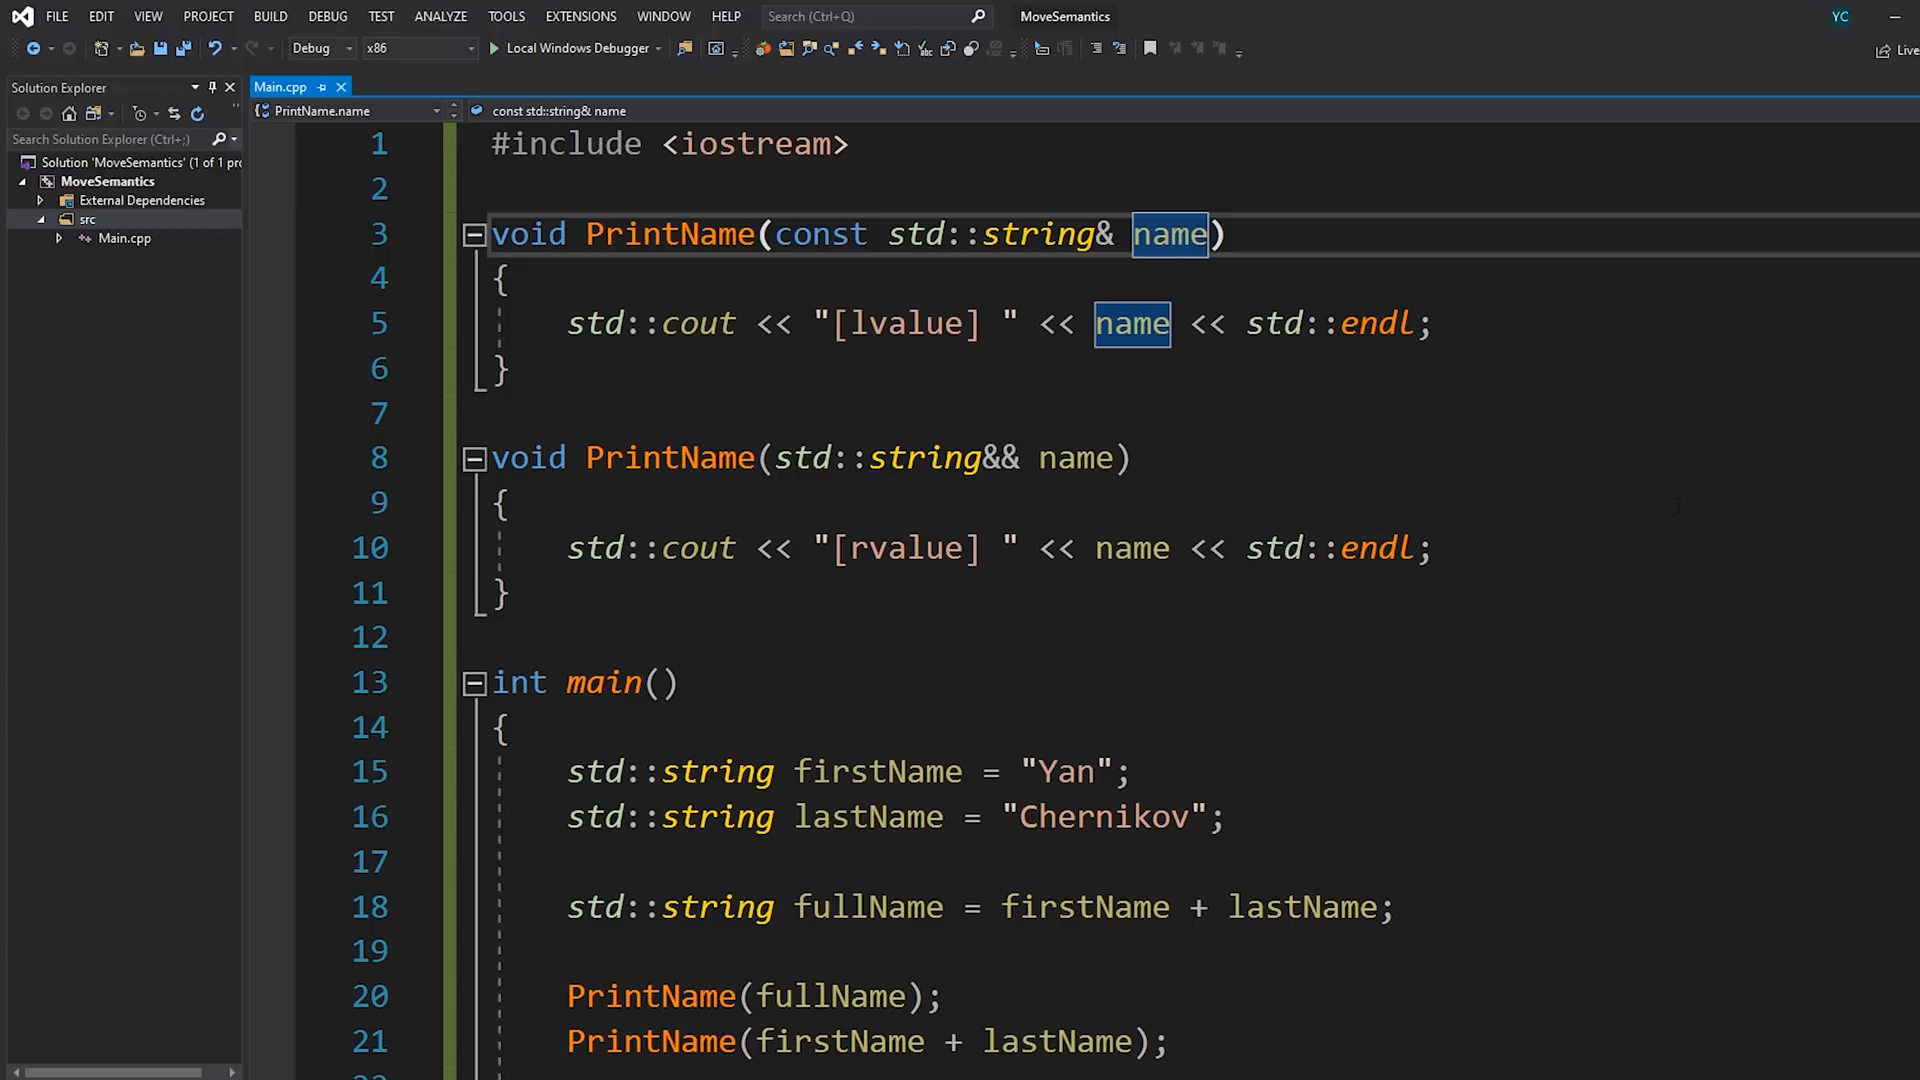 FILE EDIT VIEW PROJECT BUILD DEBUG TEST ANALYZE TOOLS EXTENSIONS WINDOW HELP Search (Ctrl+Q) MoveSemantics YC
Debug x86 Local Windows Debugger Live
Solution Explorer
Search Solution Explorer (Ctrl+;)
Solution 'MoveSemantics' (1 of 1 pro
MoveSemantics
External Dependencies
src
Main.cpp
Main.cpp
PrintName.name const std::string& name
1 #include <iostream>
2
3 void PrintName(const std::string& name)
4 {
5 std::cout << "[lvalue] " << name << std::endl;
6 }
7
8 void PrintName(std::string&& name)
9 {
10 std::cout << "[rvalue] " << name << std::endl;
11 }
12
13 int main()
14 {
15 std::string firstName = "Yan";
16 std::string lastName = "Chernikov";
17
18 std::string fullName = firstName + lastName;
19
20 PrintName(fullName);
21 PrintName(firstName + lastName);